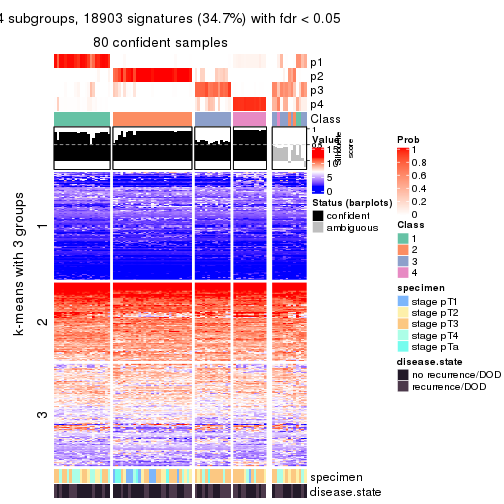 4 subgroups, 18903 signatures (34.7%) with fdr < 0.05
80 confident samples
p1
p2
p3
p4
Class
1
0.5
Silhouette
score
Value
15
10
5
0
Status (barplots)
confident
ambiguous
Prob
1
0.8
0.6
0.4
0.2
0
Class
1
2
3
4
specimen
stage pT1
stage pT2
stage pT3
stage pT4
stage pTa
disease.state
no recurrence/DOD
recurrence/DOD
k-means with 3 groups
1
2
3
specimen
disease.state